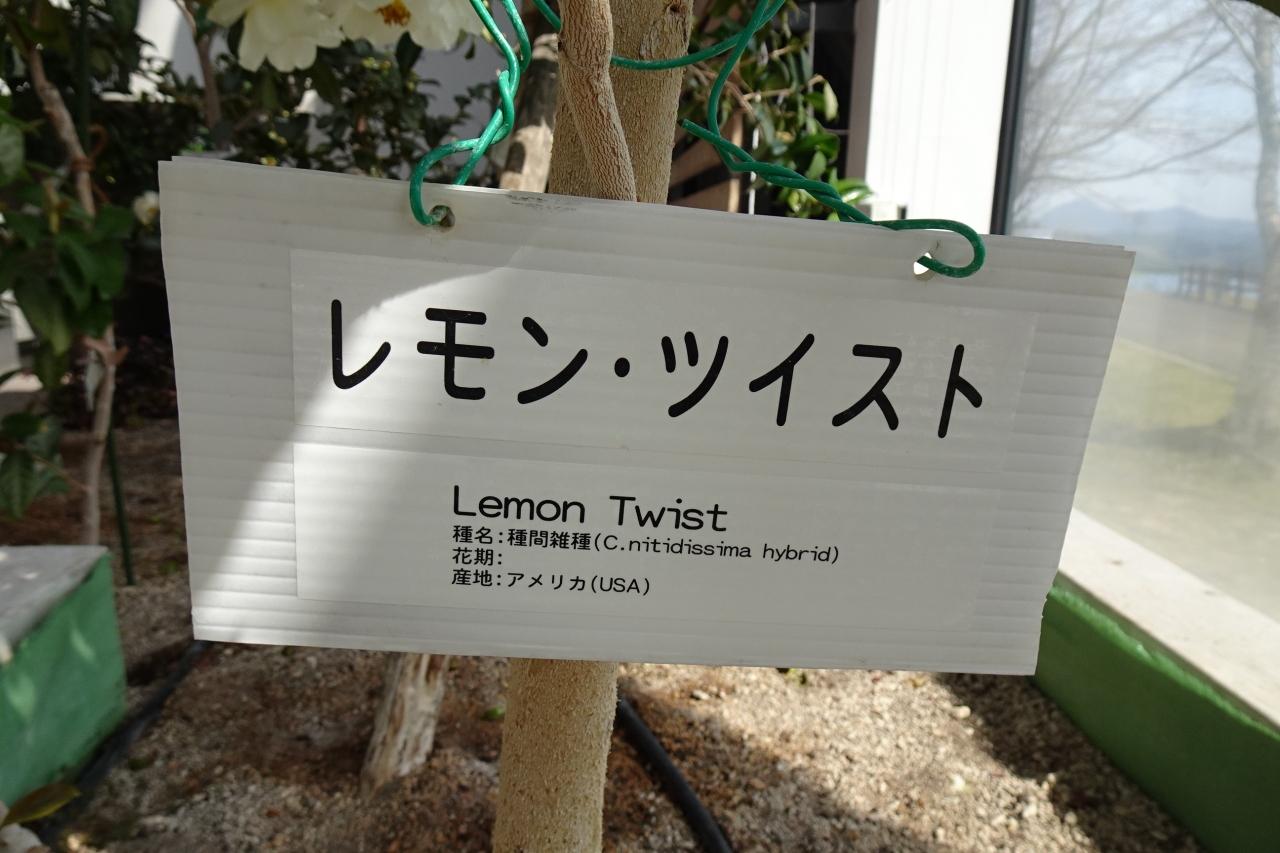 レモン・ツイスト
Lemon Twist
種名:種間雑種(C.nitidissima hybrid)
花期:
産地:アメリカ(USA)